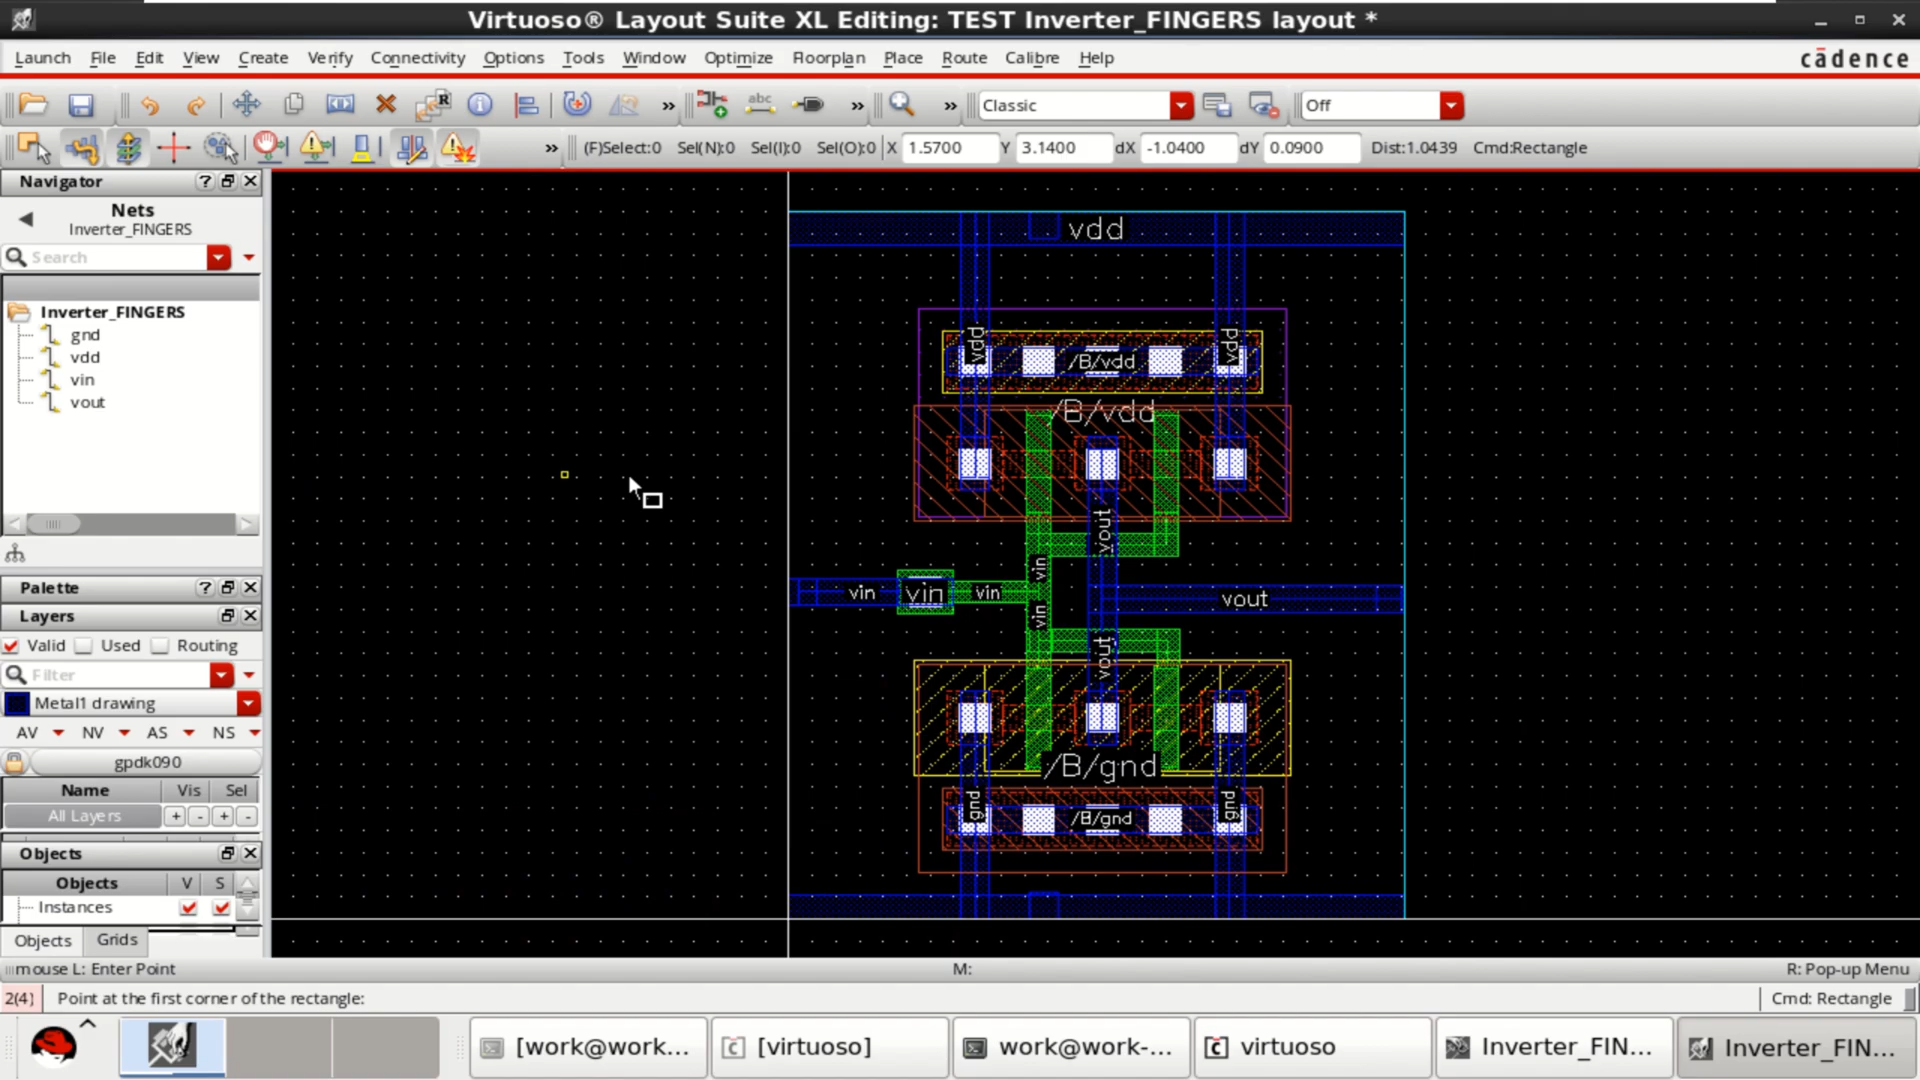 Virtuoso® Layout Suite XL Editing: TEST Inverter_FINGERS layout *
Launch File Edit View Create Verify Connectivity Options Tools Window Optimize Floorplan Place Route Calibre Help
cādence
R abc Classic Off
(F)Select:0 Sel(N):0 Sel(I):0 Sel(O):0 X 1.5700 Y 3.1400 dX -1.0400 dY 0.0900 Dist:1.0439 Cmd:Rectangle
Navigator
Nets
Inverter_FINGERS
Search
Inverter_FINGERS
gnd
vdd
vin
vout
Palette
Layers
Valid Used Routing
Filter
Metal1 drawing
AV NV AS NS
gpdk090
Name Vis Sel
All Layers + - + -
Objects
Objects V S
Instances
Objects Grids
vdd
vdd vdd
/B/vdd
/B/vdd
vout
vin
vin vin vin
vout
vin
vout
/B/gnd
gnd gnd
/B/gnd
mouse L: Enter Point M: R: Pop-up Menu
2(4) Point at the first corner of the rectangle: Cmd: Rectangle
[work@work... [virtuoso] work@work-... virtuoso Inverter_FIN... Inverter_FIN...